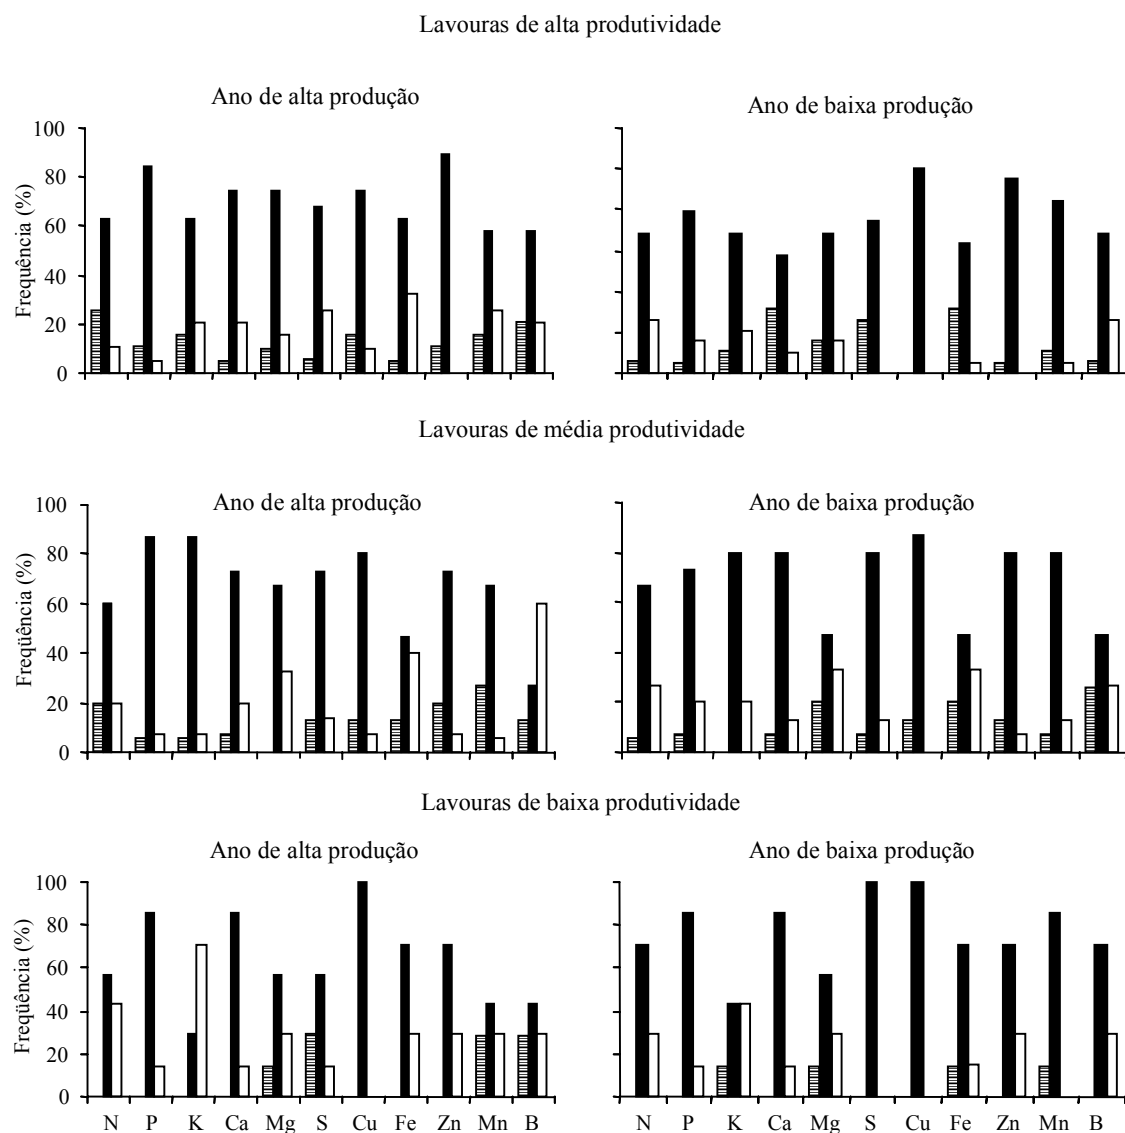 Lavouras de alta produtividade
Ano de alta produção
Ano de baixa produção
Frequência (%)
100
80
60
40
20
0
Lavouras de média produtividade
Ano de alta produção
Ano de baixa produção
Freqüência (%)
100
80
60
40
20
0
Lavouras de baixa produtividade
Ano de alta produção
Ano de baixa produção
Freqüência (%)
100
80
60
40
20
0
N P K Ca Mg S Cu Fe Zn Mn B
N P K Ca Mg S Cu Fe Zn Mn B